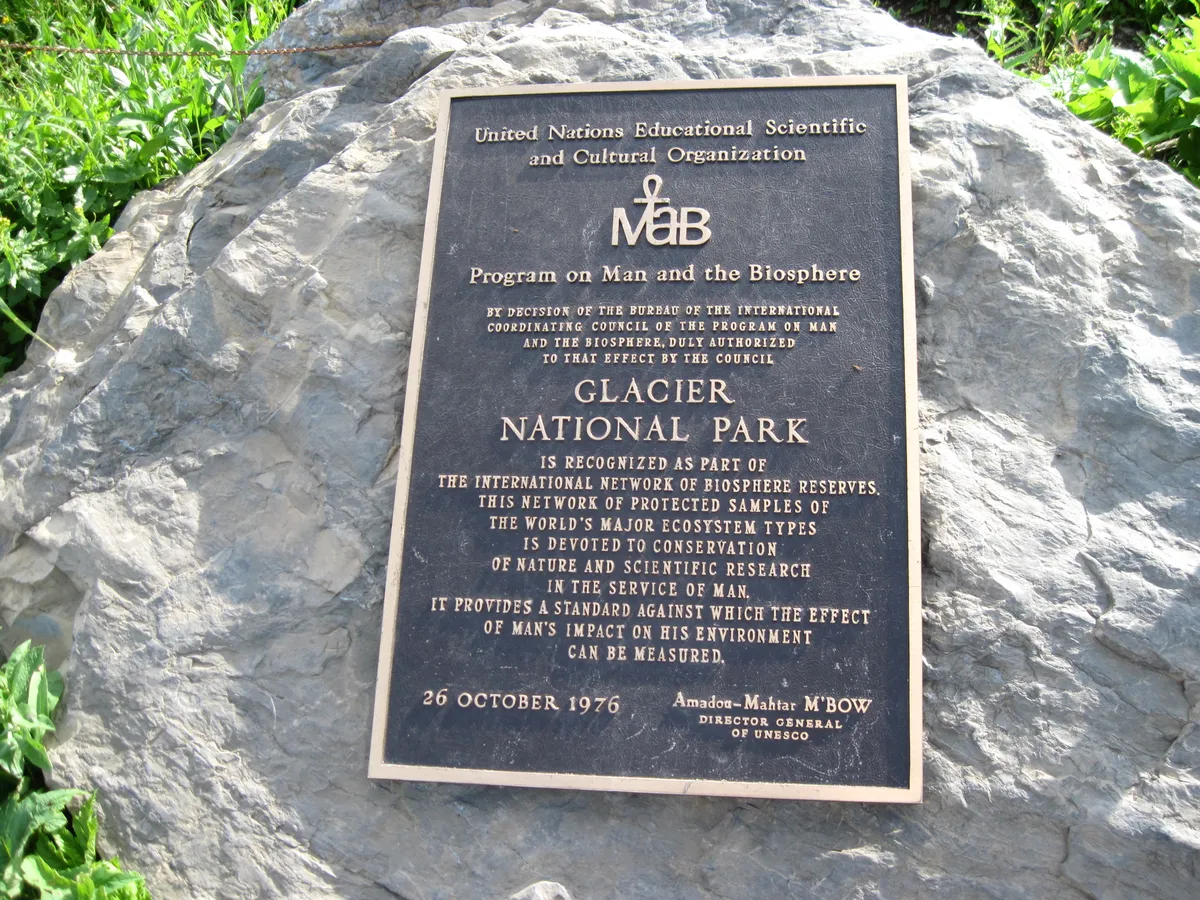 United Nations Educational Scientific
and Cultural Organization
MaB
Program on Man and the Biosphere
BY DECISION OF THE BUREAU OF THE INTERNATIONAL
COORDINATING COUNCIL OF THE PROGRAM ON MAN
AND THE BIOSPHERE, DULY AUTHORIZED
TO THAT EFFECT BY THE COUNCIL
GLACIER
NATIONAL PARK
IS RECOGNIZED AS PART OF
THE INTERNATIONAL NETWORK OF BIOSPHERE RESERVES.
THIS NETWORK OF PROTECTED SAMPLES OF
THE WORLD'S MAJOR ECOSYSTEM TYPES
IS DEVOTED TO CONSERVATION
OF NATURE AND SCIENTIFIC RESEARCH
IN THE SERVICE OF MAN.
IT PROVIDES A STANDARD AGAINST WHICH THE EFFECT
OF MAN'S IMPACT ON HIS ENVIRONMENT
CAN BE MEASURED.
26 OCTOBER 1976
Amadou-Mahtar M'BOW
DIRECTOR GENERAL
OF UNESCO